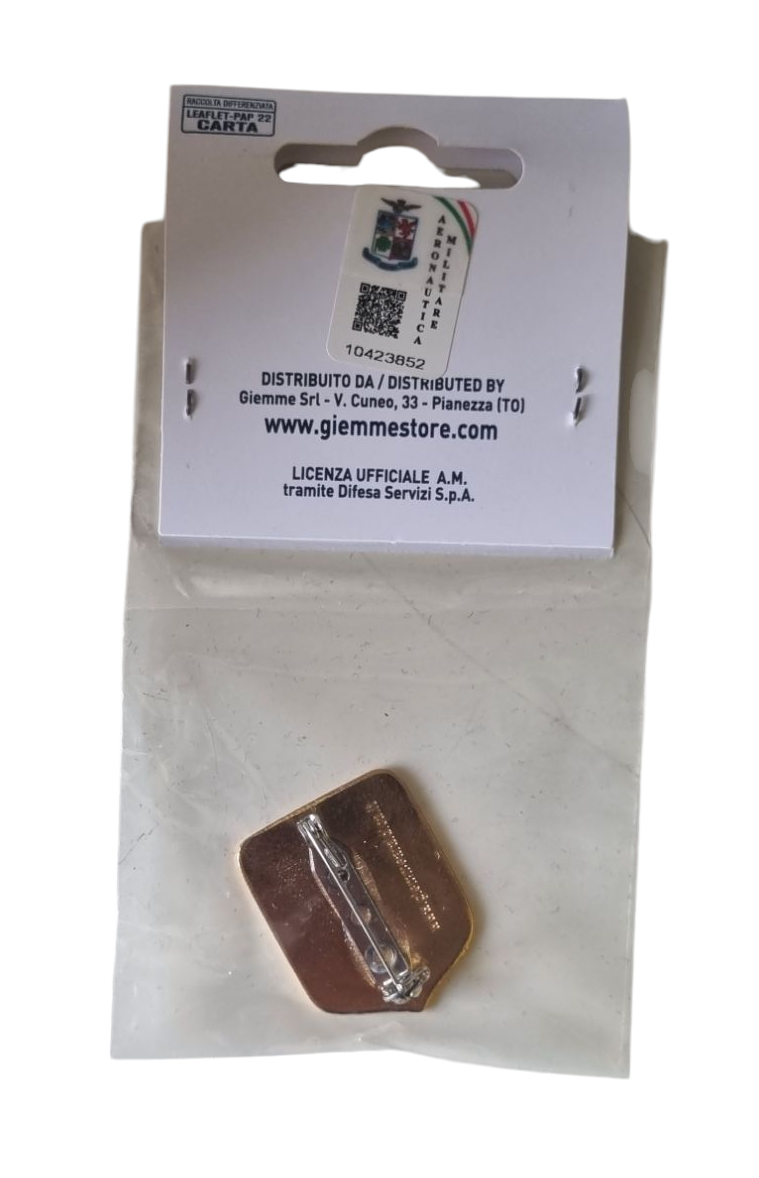 RACCOLTA DIFFERENZIATA
LEAFLET-PAP 22
CARTA
AERONAUTICA
MILITARE
10423852
DISTRIBUITO DA / DISTRIBUTED BY
Giemme Srl - V. Cuneo, 33 - Pianezza (TO)
www.giemmestore.com
LICENZA UFFICIALE A.M.
tramite Difesa Servizi S.p.A.